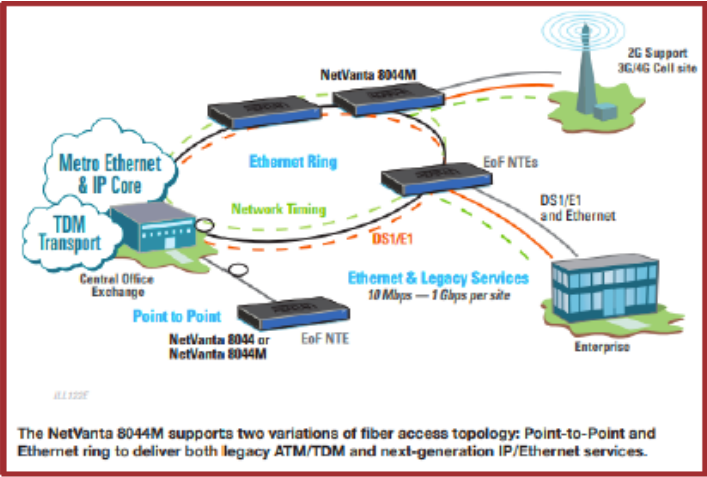 2G Support
3G/4G Cell site
NetVanta 8044M
Metro Ethernet
& IP Core
Ethernet Ring
EoF NTEs
TDM
Transport
Network Timing
DS1/E1
DS1/E1
and Ethernet
Central Office
Exchange
Ethernet & Legacy Services
10 Mbps — 1 Gbps per site
Point to Point
NetVanta 8044 or
NetVanta 8044M
EoF NTE
Enterprise
The NetVanta 8044M supports two variations of fiber access topology: Point-to-Point and
Ethernet ring to deliver both legacy ATM/TDM and next-generation IP/Ethernet services.